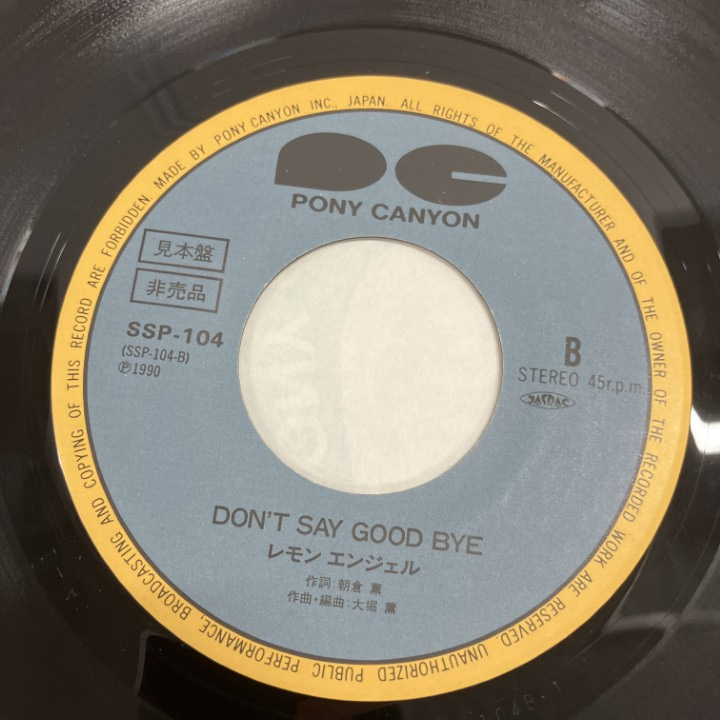 MADE BY PONY CANYON INC., JAPAN. ALL RIGHTS OF THE MANUFACTURER AND OF THE OWNER OF THE RECORDED WORK ARE RESERVED. UNAUTHORIZED PUBLIC PERFORMANCE, BROADCASTING AND COPYING OF THIS RECORD ARE FORBIDDEN
PC
PONY CANYON
見本盤
非売品
SSP-104
(SSP-104-B)
Ⓟ1990
B
STEREO 45r.p.m
JASRAC
DON'T SAY GOOD BYE
レモン エンジェル
作詞:朝倉 薫
作曲・編曲:大堀 薫